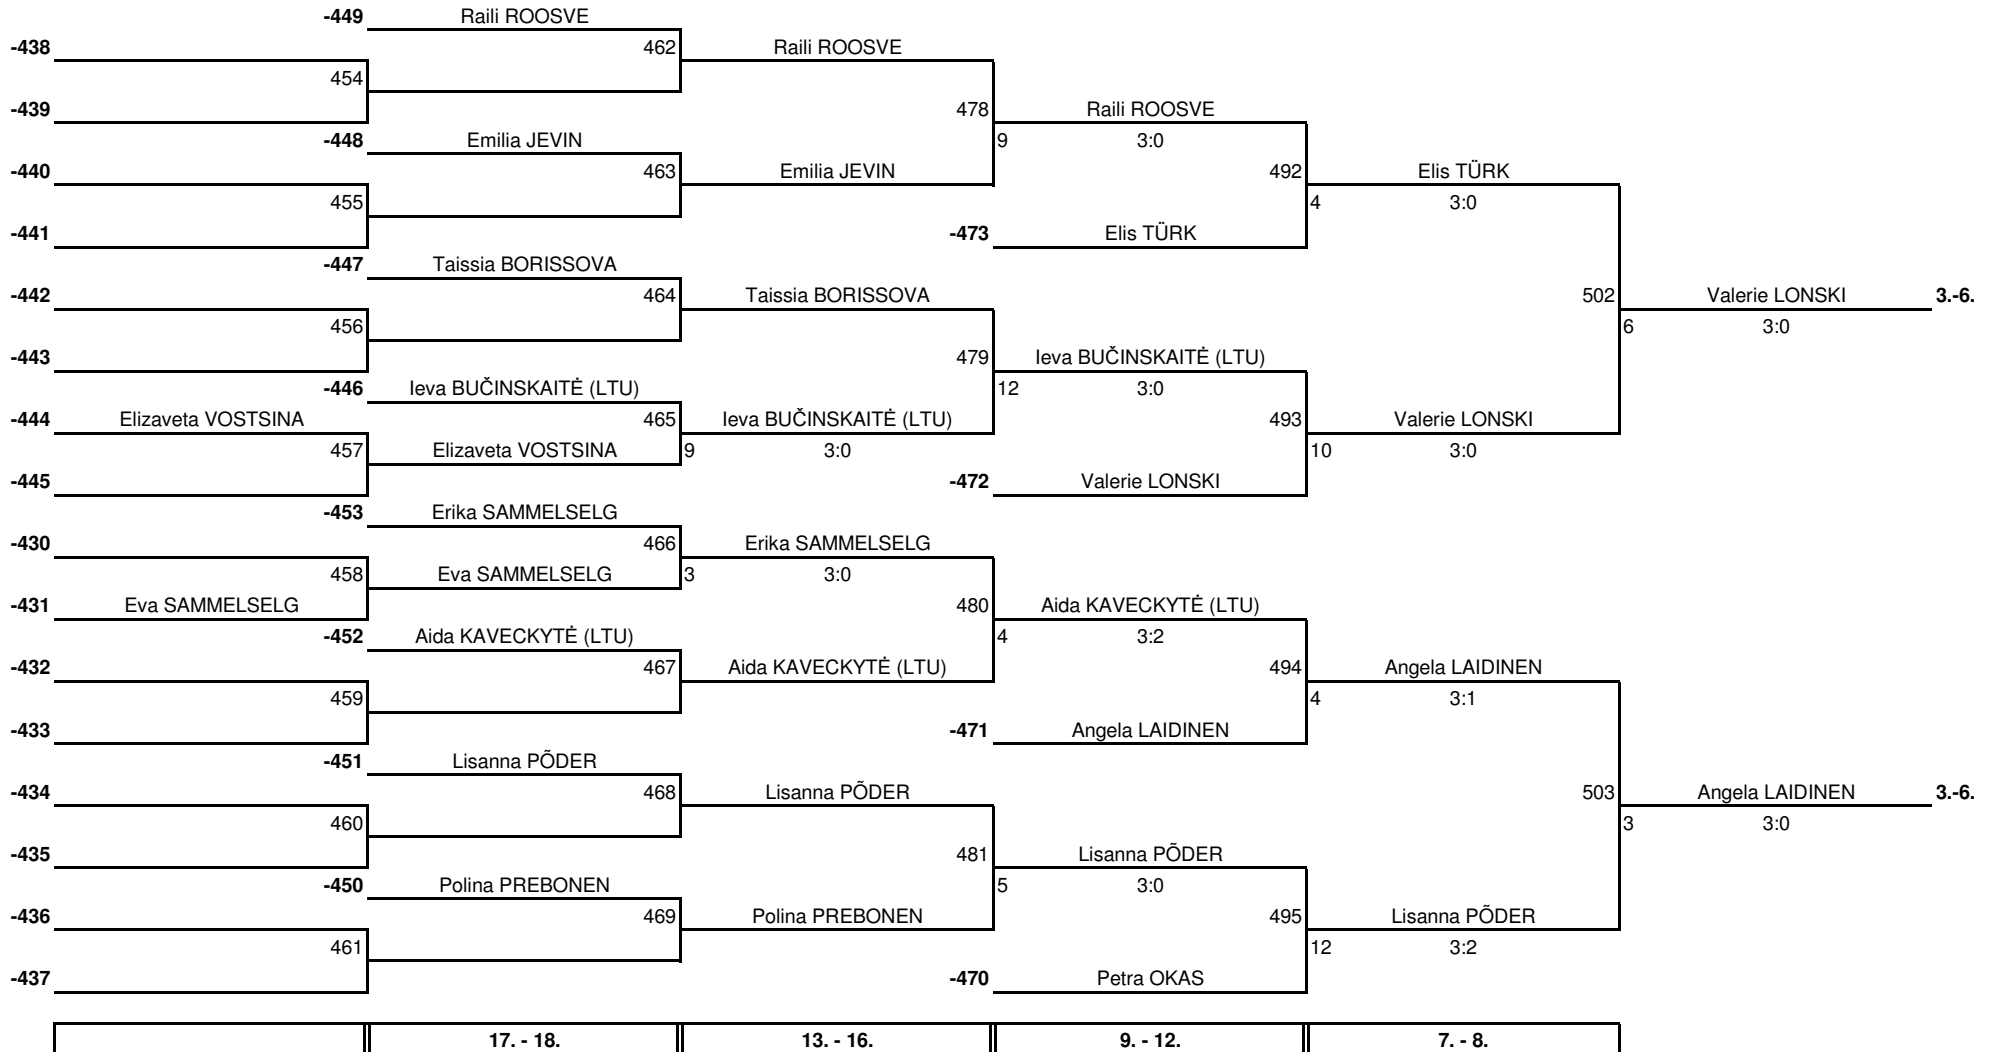 -449 Raili ROOSVE
-438 462 Raili ROOSVE
454
-439 478 Raili ROOSVE
-448 Emilia JEVIN 9 3:0
-440 463 Emilia JEVIN 492 Elis TÜRK
455 4 3:0
-441 -473 Elis TÜRK
-447 Taissia BORISSOVA
-442 464 Taissia BORISSOVA 502 Valerie LONSKI 3.-6.
456 6 3:0
-443 479 Ieva BUČINSKAITĖ (LTU)
-446 Ieva BUČINSKAITĖ (LTU) 12 3:0
-444 Elizaveta VOSTSINA 465 Ieva BUČINSKAITĖ (LTU) 493 Valerie LONSKI
457 Elizaveta VOSTSINA 9 3:0 10 3:0
-445 -472 Valerie LONSKI
-453 Erika SAMMELSELG
-430 466 Erika SAMMELSELG
458 Eva SAMMELSELG 3 3:0
-431 Eva SAMMELSELG 480 Aida KAVECKYTĖ (LTU)
-452 Aida KAVECKYTĖ (LTU) 4 3:2
-432 467 Aida KAVECKYTĖ (LTU) 494 Angela LAIDINEN
459 4 3:1
-433 -471 Angela LAIDINEN
-451 Lisanna PÕDER
-434 468 Lisanna PÕDER 503 Angela LAIDINEN 3.-6.
460 3 3:0
-435 481 Lisanna PÕDER
-450 Polina PREBONEN 5 3:0
-436 469 Polina PREBONEN 495 Lisanna PÕDER
461 12 3:2
-437 -470 Petra OKAS
17. - 18. 13. - 16. 9. - 12. 7. - 8.